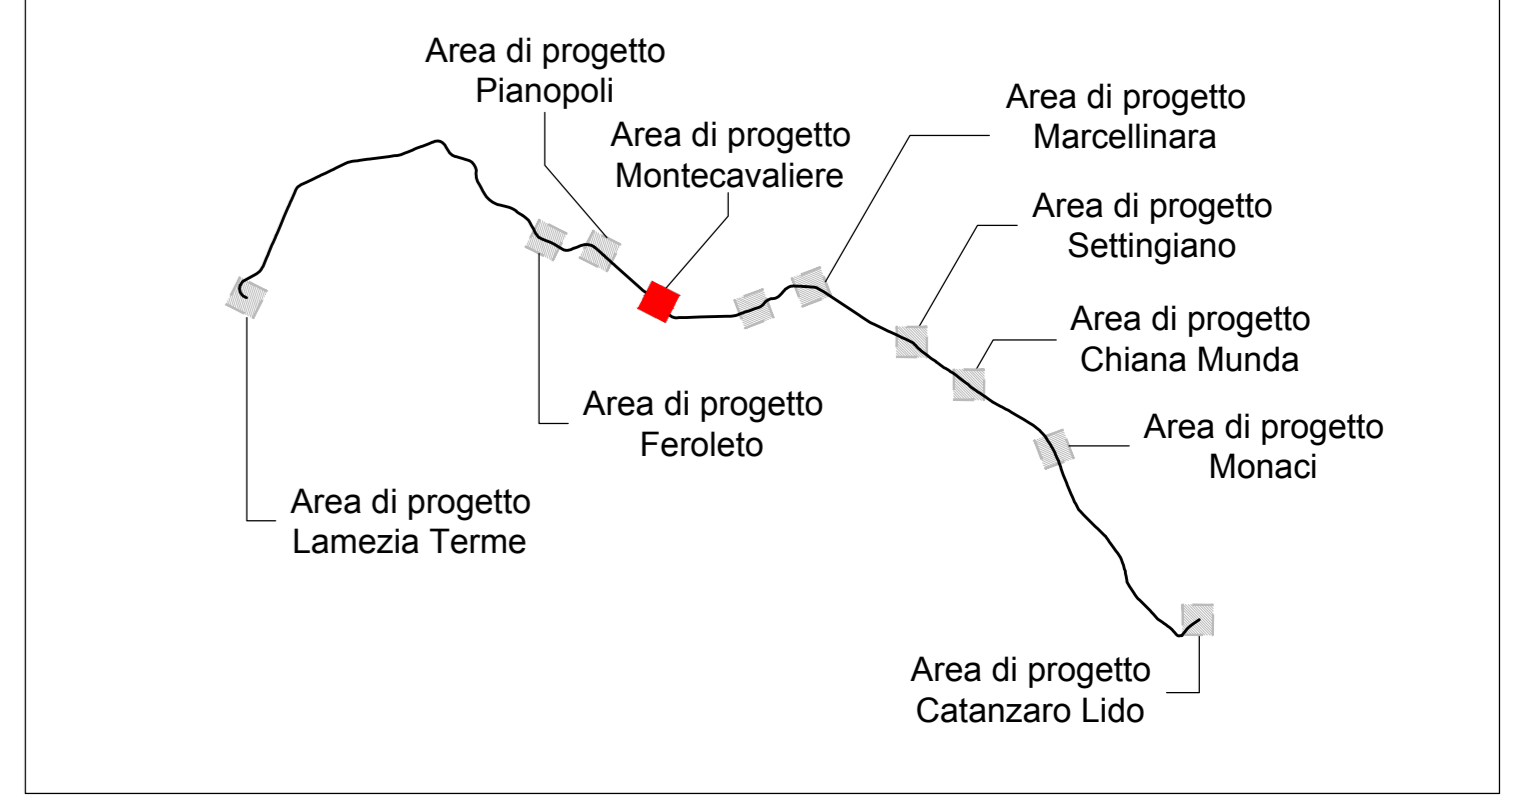 Area di progetto
Pianopoli
Area di progetto
Montecavaliere
Area di progetto
Marcellinara
Area di progetto
Settingiano
Area di progetto
Chiana Munda
Area di progetto
Feroleto
Area di progetto
Monaci
Area di progetto
Lamezia Terme
Area di progetto
Catanzaro Lido